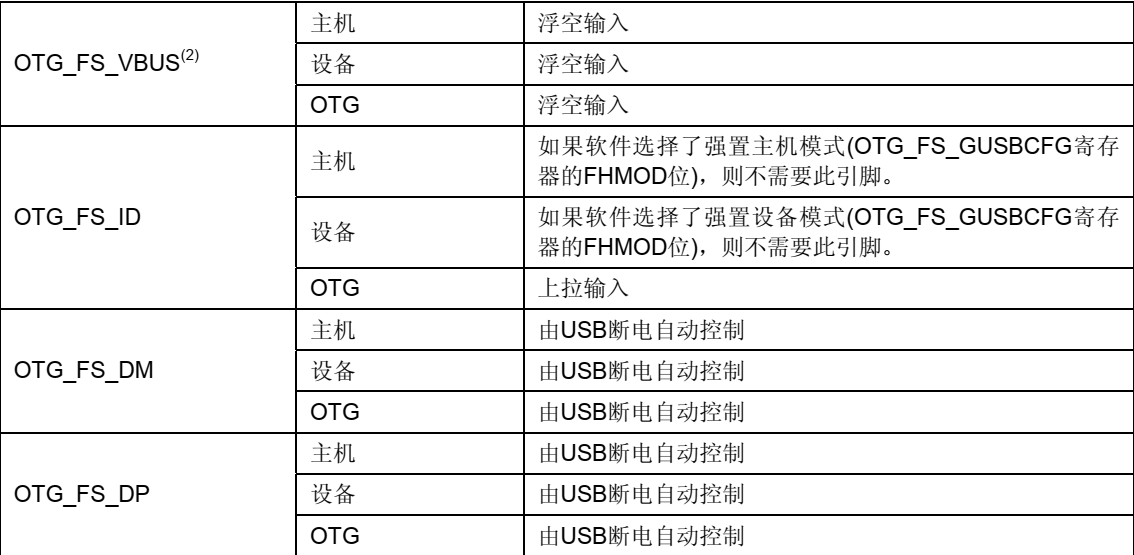 OTG_FS_VBUS(2)
主机
浮空输入
设备
浮空输入
OTG
浮空输入
OTG_FS_ID
主机
如果软件选择了强置主机模式(OTG_FS_GUSBCFG寄存
器的FHMOD位)，则不需要此引脚。
设备
如果软件选择了强置设备模式(OTG_FS_GUSBCFG寄存
器的FHMOD位)，则不需要此引脚。
OTG
上拉输入
OTG_FS_DM
主机
由USB断电自动控制
设备
由USB断电自动控制
OTG
由USB断电自动控制
OTG_FS_DP
主机
由USB断电自动控制
设备
由USB断电自动控制
OTG
由USB断电自动控制